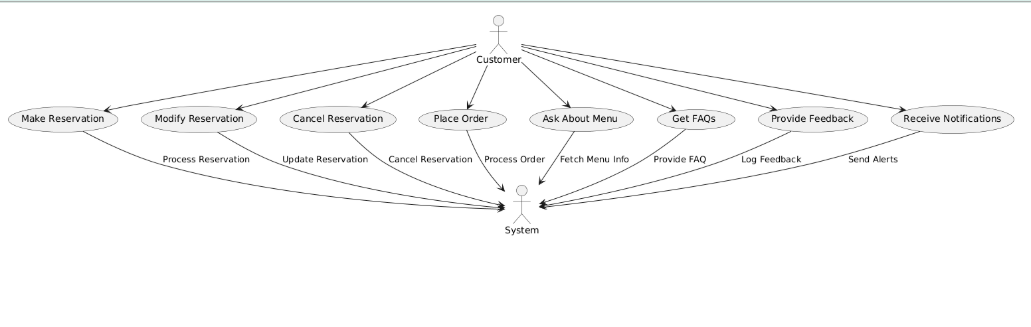 Customer
Make Reservation
Modify Reservation
Cancel Reservation
Place Order
Ask About Menu
Get FAQs
Provide Feedback
Receive Notifications
Process Reservation
Update Reservation
Cancel Reservation
Process Order
Fetch Menu Info
Provide FAQ
Log Feedback
Send Alerts
System